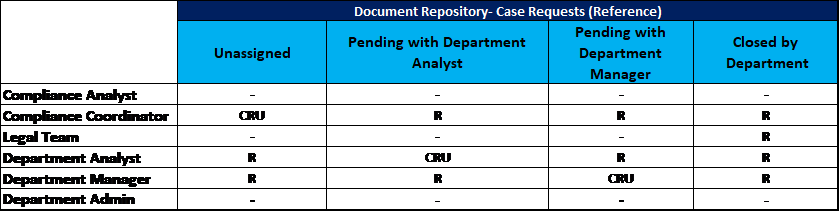 Document Repository- Case Requests (Reference)
Unassigned Pending with Department Analyst Pending with Department Manager Closed by Department
Compliance Analyst - - - -
Compliance Coordinator CRU R R R
Legal Team - - - R
Department Analyst R CRU R R
Department Manager R R CRU R
Department Admin - - - -